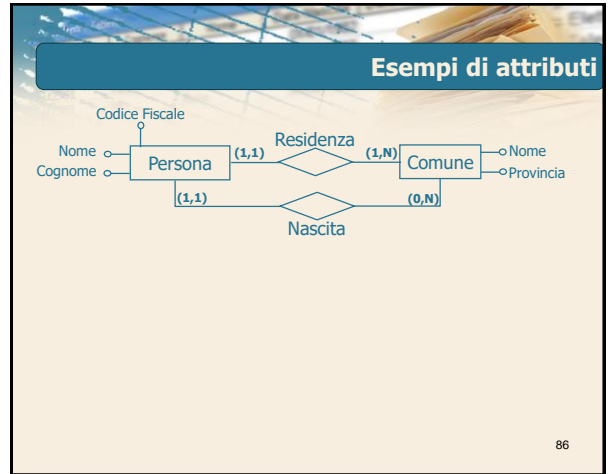 Esempi di attributi
Codice Fiscale
Nome
Cognome
Persona
(1,1)
Residenza
(1,N)
Comune
Nome
Provincia
(1,1)
(0,N)
Nascita
86